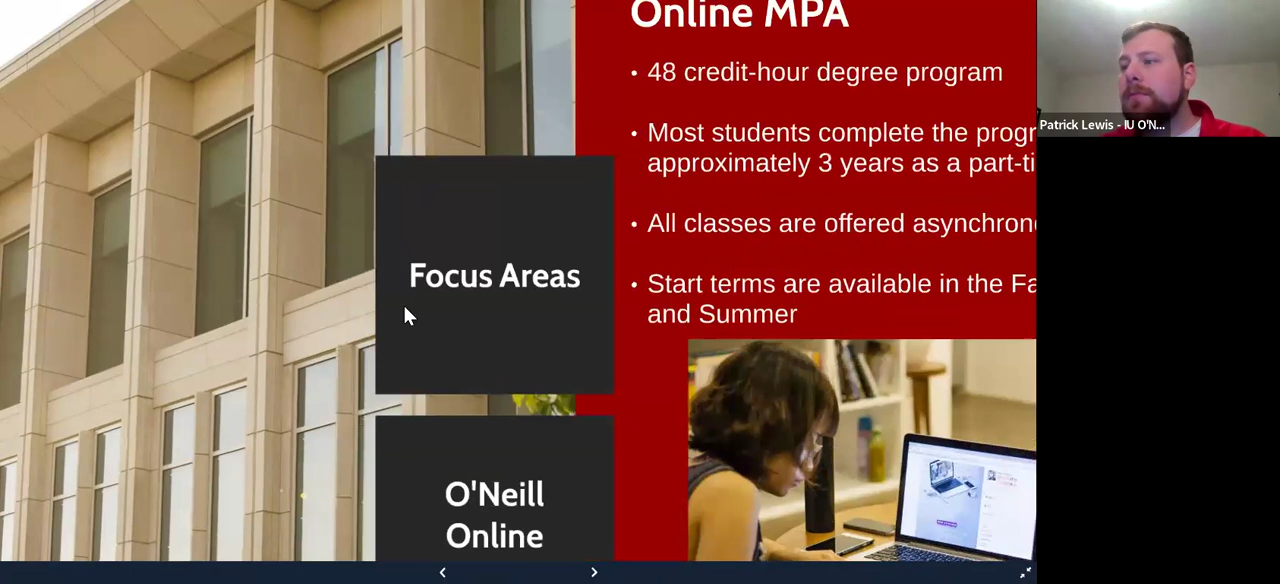 Online MPA
• 48 credit-hour degree program
• Most students complete the progr
approximately 3 years as a part-ti
• All classes are offered asynchron
• Start terms are available in the Fa
and Summer
Focus Areas
O'Neill
Online
Patrick Lewis - IU O'N...